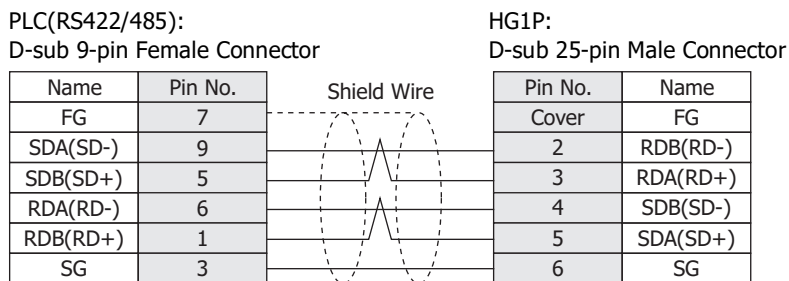 PLC(RS422/485): HG1P:
D-sub 9-pin Female Connector D-sub 25-pin Male Connector
Name Pin No. Shield Wire Pin No. Name
FG 7 Cover FG
SDA(SD-) 9 2 RDB(RD-)
SDB(SD+) 5 3 RDA(RD+)
RDA(RD-) 6 4 SDB(SD-)
RDB(RD+) 1 5 SDA(SD+)
SG 3 6 SG